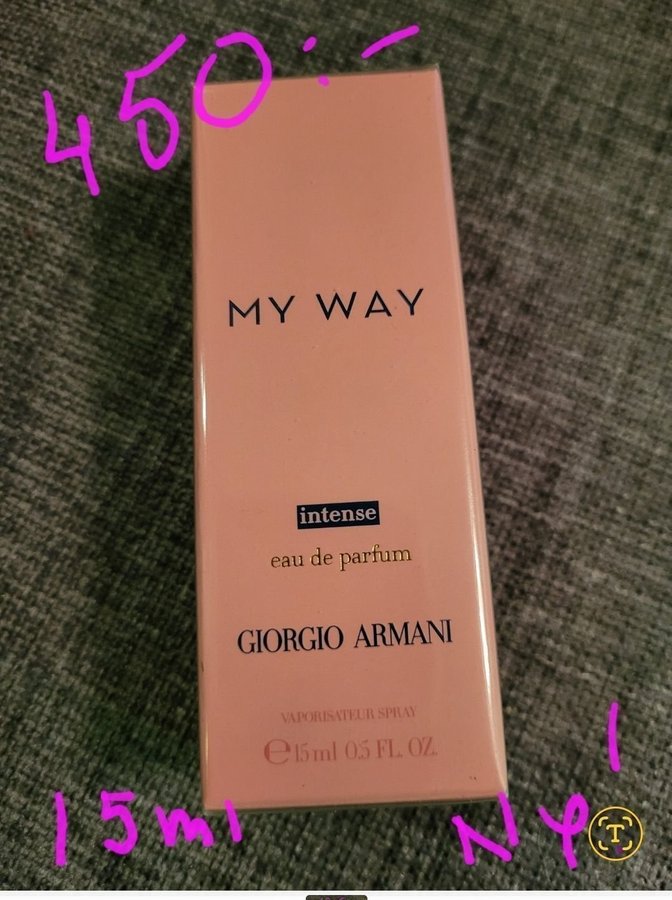 450:-
MY WAY
intense
eau de parfum
GIORGIO ARMANI
VAPORISATEUR SPRAY
℮15ml 0.5 FL. OZ.
15ml
Ny!